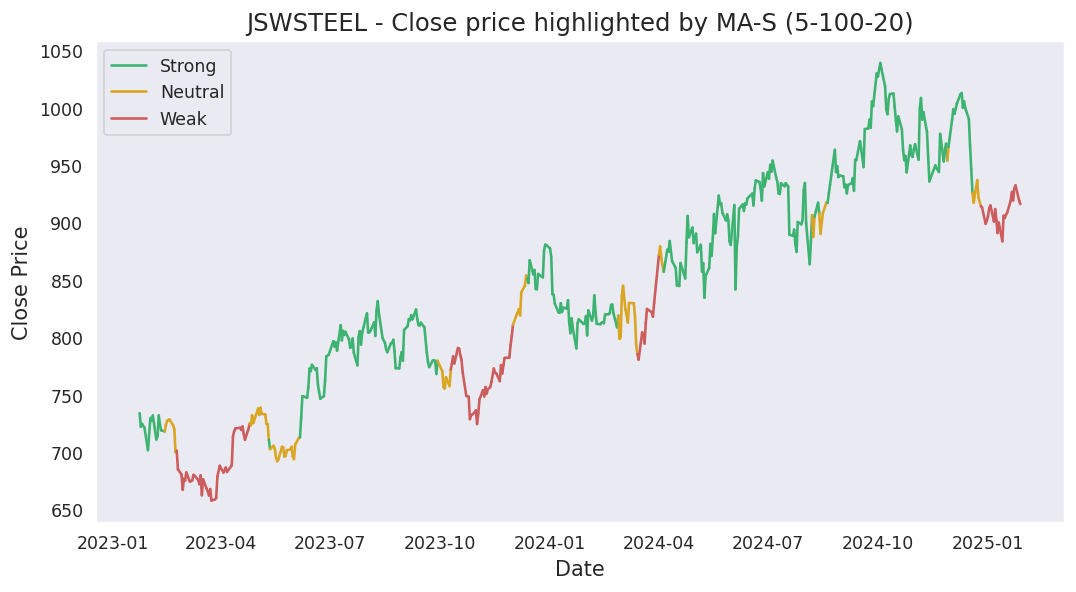 JSWSTEEL - Close price highlighted by MA-S (5-100-20)
Strong
Neutral
Weak
1050
1000
950
900
850
800
750
700
650
Close Price
2023-01 2023-04 2023-07 2023-10 2024-01 2024-04 2024-07 2024-10 2025-01
Date